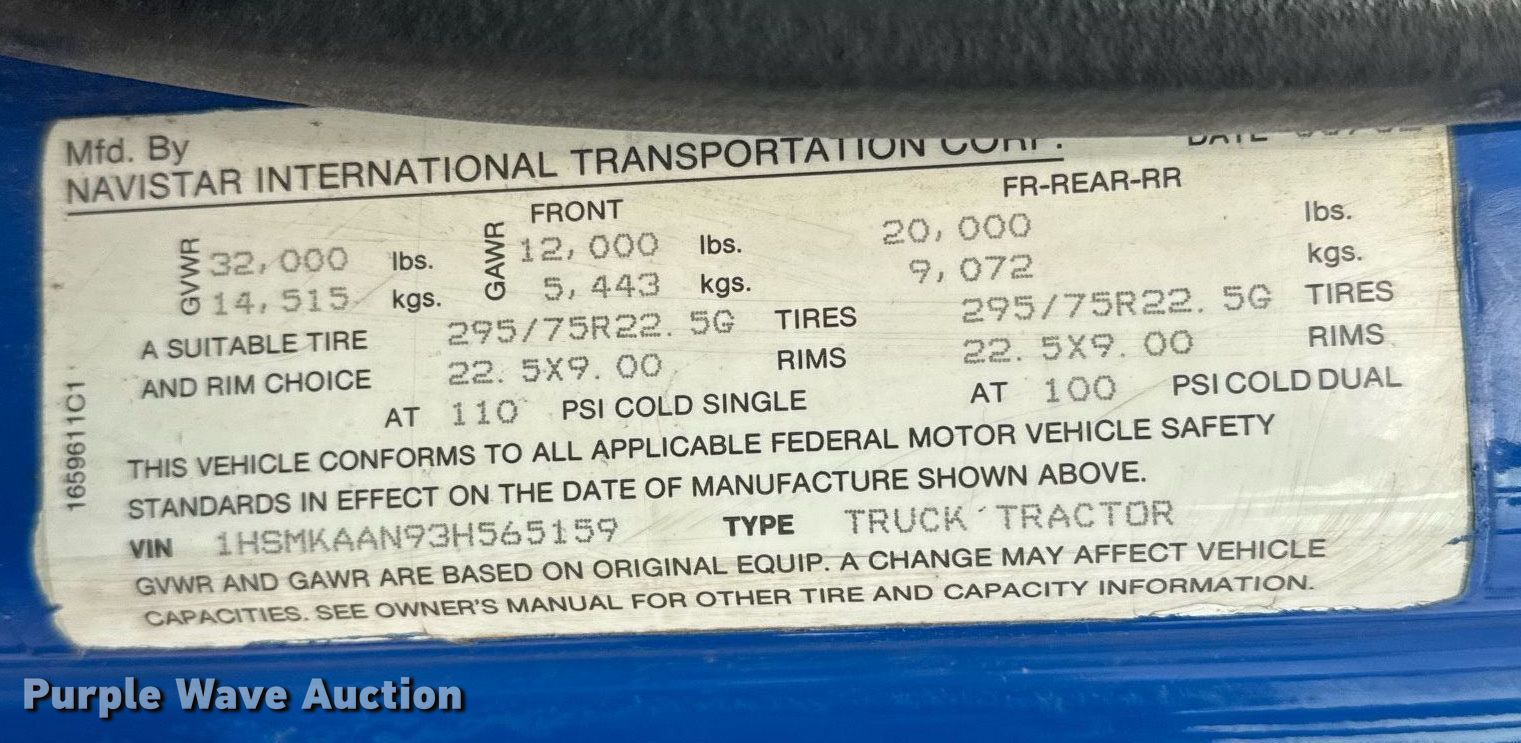 Mfd. By
NAVISTAR INTERNATIONAL TRANSPORTATION CORP. DATE
FRONT FR-REAR-RR
GVWR 32,000 lbs. GAWR 12,000 lbs. 20,000 lbs.
14,515 kgs. 5,443 kgs. 9,072 kgs.
A SUITABLE TIRE 295/75R22.5G TIRES 295/75R22.5G TIRES
AND RIM CHOICE 22.5X9.00 RIMS 22.5X9.00 RIMS
AT 110 PSI COLD SINGLE AT 100 PSI COLD DUAL
THIS VEHICLE CONFORMS TO ALL APPLICABLE FEDERAL MOTOR VEHICLE SAFETY
STANDARDS IN EFFECT ON THE DATE OF MANUFACTURE SHOWN ABOVE.
VIN 1HSMKAAN93H565159 TYPE TRUCK TRACTOR
GVWR AND GAWR ARE BASED ON ORIGINAL EQUIP. A CHANGE MAY AFFECT VEHICLE
CAPACITIES. SEE OWNER'S MANUAL FOR OTHER TIRE AND CAPACITY INFORMATION.
1659611C1
Purple Wave Auction